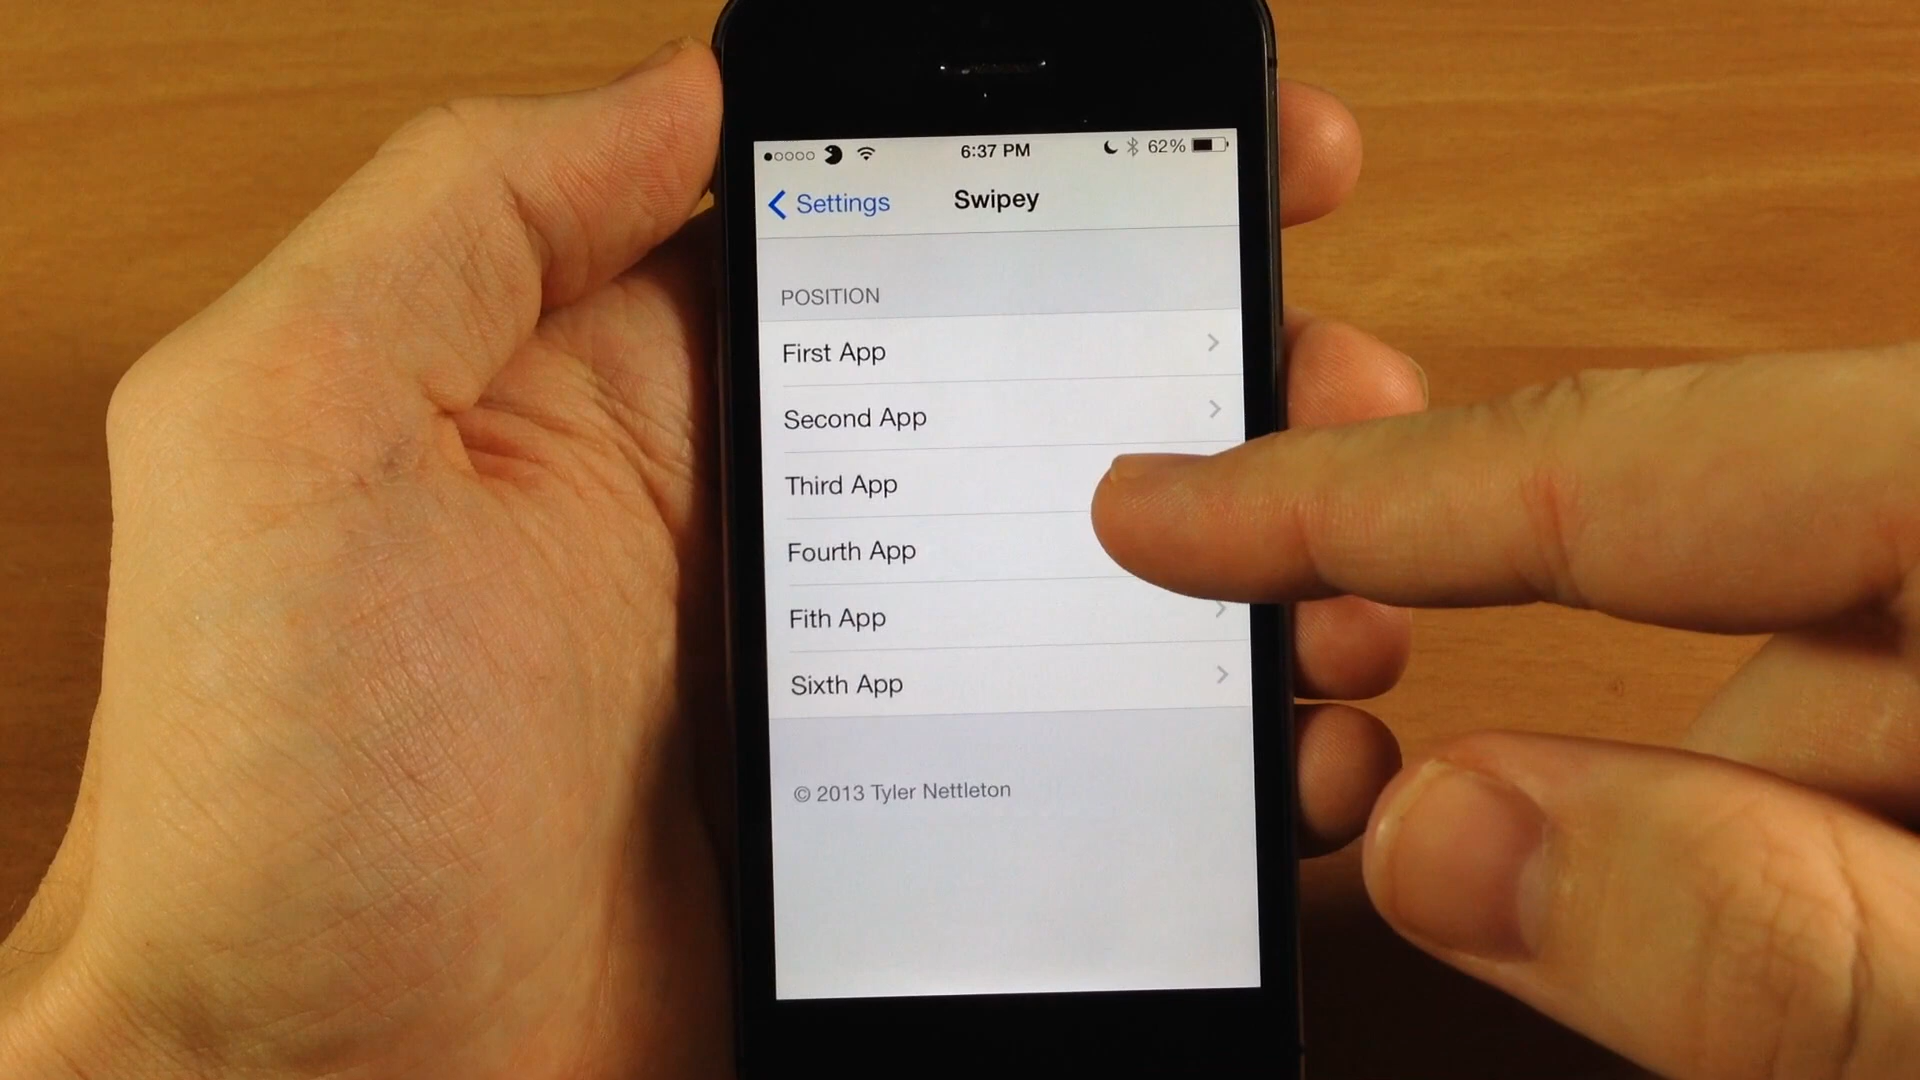 6:37 PM 62%
Settings Swipey
POSITION
First App
Second App
Third App
Fourth App
Fith App
Sixth App
© 2013 Tyler Nettleton